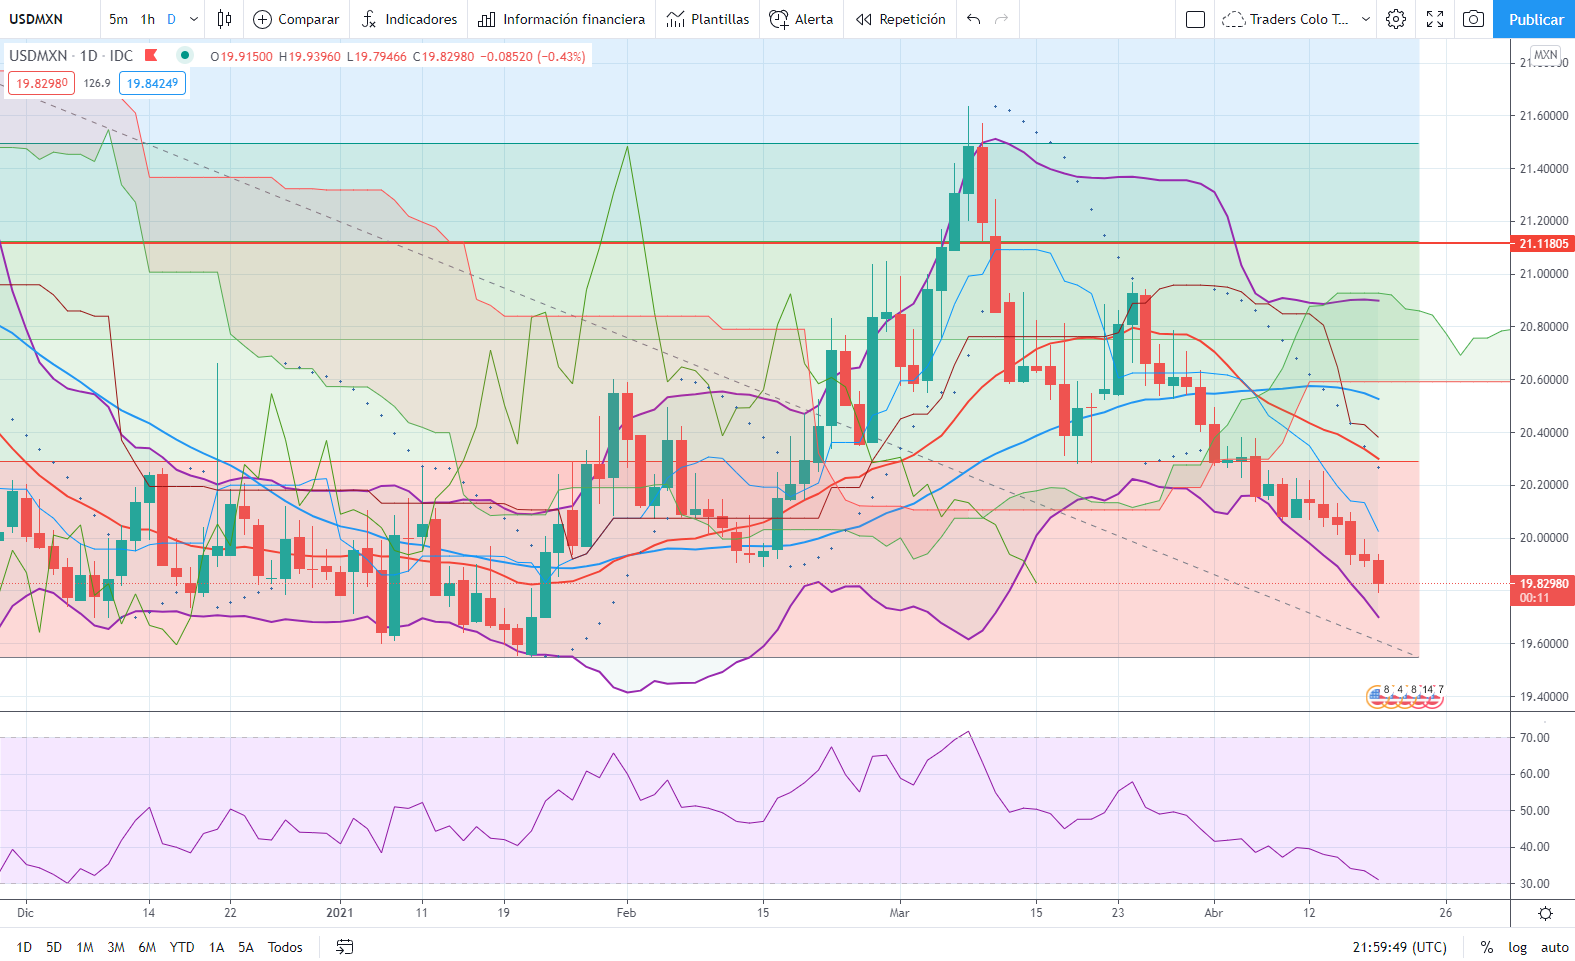 USDMXN 5m 1h D Comparar Indicadores Información financiera Plantillas Alerta Repetición Traders Colo T... Publicar
USDMXN · 1D · IDC O19.91500 H19.93960 L19.79466 C19.82980 −0.08520 (−0.43%)
19.82980 126.9 19.84249
MXN
21.60000
21.40000
21.20000
21.11805
21.00000
20.80000
20.60000
20.40000
20.20000
20.00000
19.82980
00:11
19.60000
19.40000
8 4 8 14 7
70.00
60.00
50.00
40.00
30.00
Dic 14 22 2021 11 19 Feb 15 Mar 15 23 Abr 12 26
1D 5D 1M 3M 6M YTD 1A 5A Todos 21:59:49 (UTC) % log auto